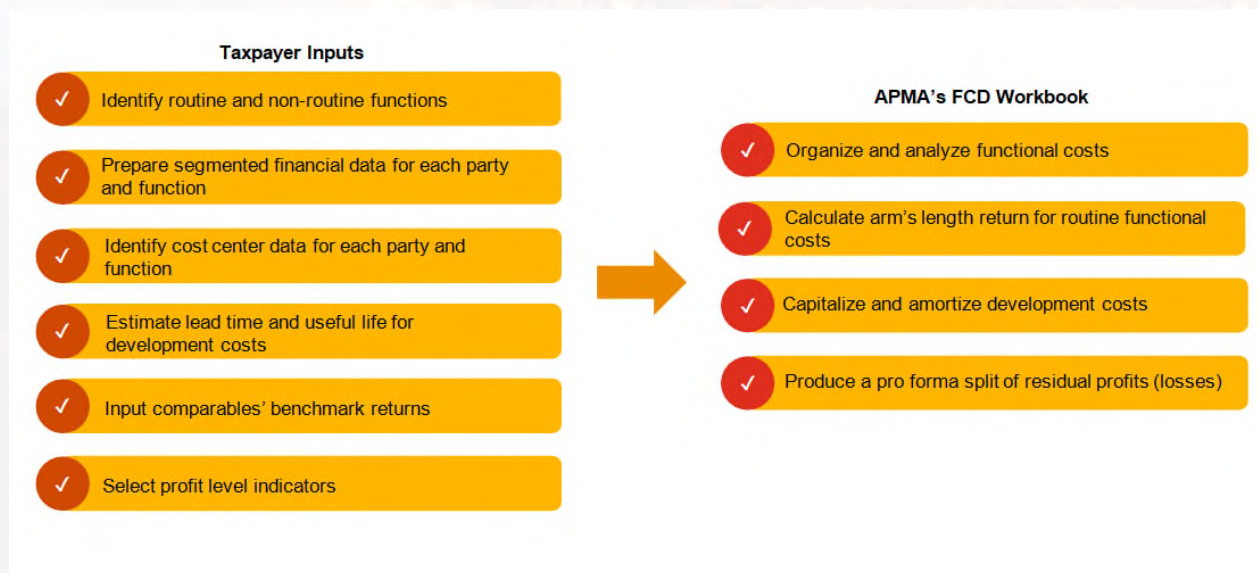 Taxpayer Inputs
Identify routine and non-routine functions
Prepare segmented financial data for each party
and function
Identify cost center data for each party and
function
Estimate lead time and useful life for
development costs
Input comparables' benchmark returns
Select profit level indicators
APMA's FCD Workbook
Organize and analyze functional costs
Calculate arm's length return for routine functional
costs
Capitalize and amortize development costs
Produce a pro forma split of residual profits (losses)